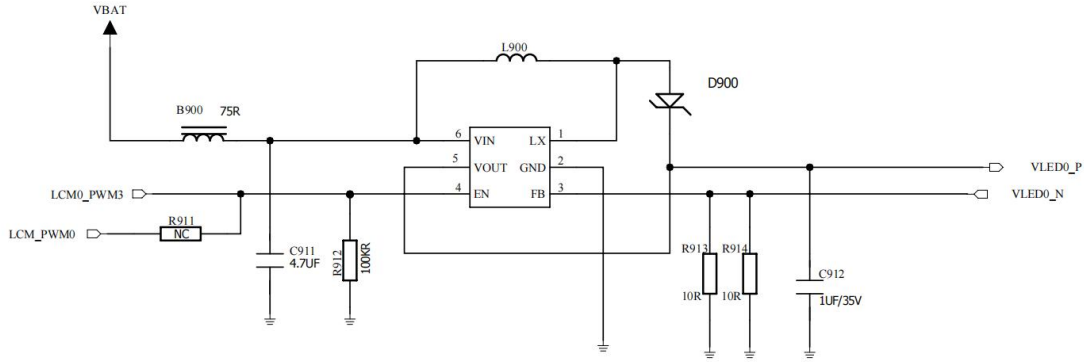 VBAT
L900
D900
B900 75R
6 VIN LX 1
5 VOUT GND 2
4 EN FB 3
VLED0_P
LCM0_PWM3
VLED0_N
R911
NC
LCM_PWM0
C911
4.7UF
R912
100KR
R913
10R
R914
10R
C912
1UF/35V